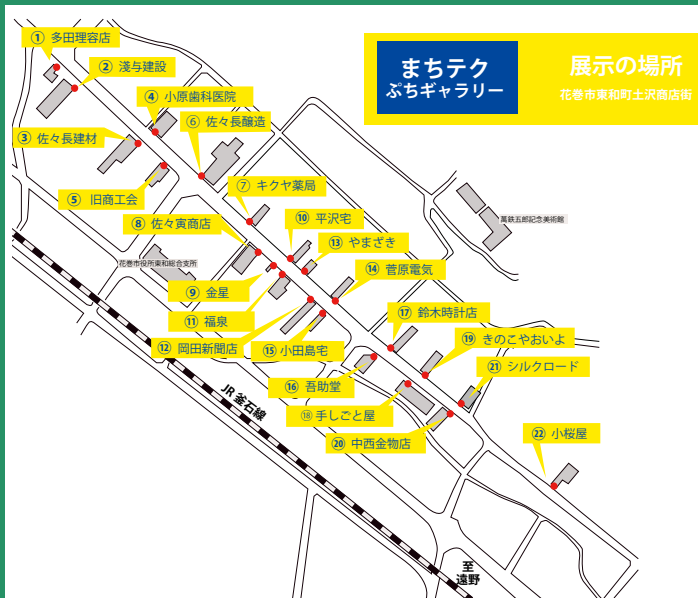 まちテク
ぷちギャラリー
展示の場所
花巻市東和町土沢商店街
① 多田理容店
② 淺与建設
③ 佐々長建材
④ 小原歯科医院
⑤ 旧商工会
⑥ 佐々長醸造
⑦ キクヤ薬局
⑧ 佐々寅商店
⑨ 金星
⑩ 平沢宅
⑪ 福泉
⑫ 岡田新聞店
⑬ やまざき
⑭ 菅原電気
⑮ 小田島宅
⑯ 吾助堂
⑰ 鈴木時計店
⑱ 手しごと屋
⑲ きのこやおいよ
⑳ 中西金物店
㉑ シルクロード
㉒ 小桜屋
萬鉄五郎記念美術館
花巻市役所東和総合支所
JR 釜石線
至
遠野